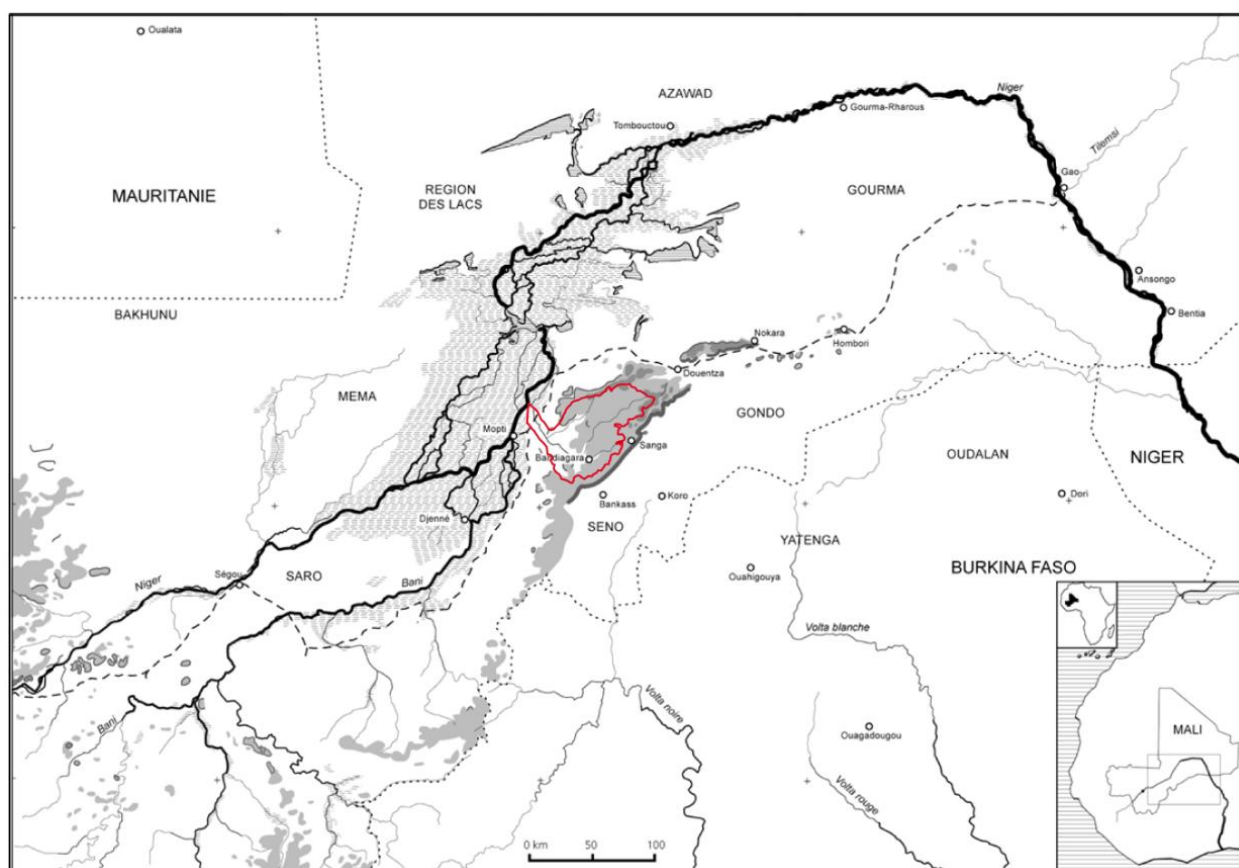 Oualata
AZAWAD
Niger
Tombouctou
Gourma-Rharous
Tilemsi
MAURITANIE
REGION
DES LACS
GOURMA
Gao
Ansongo
BAKHUNU
Bentia
Nokara
Hombori
Douentza
MEMA
GONDO
Mopti
Sanga
Bandiagara
OUDALAN
NIGER
Bankass
Koro
Dori
Djenné
SENO
YATENGA
Ouahigouya
BURKINA FASO
Niger
Ségou
SARO
Bani
Volta blanche
Volta noire
Bani
Ouagadougou
MALI
Volta rouge
0 km
50
100